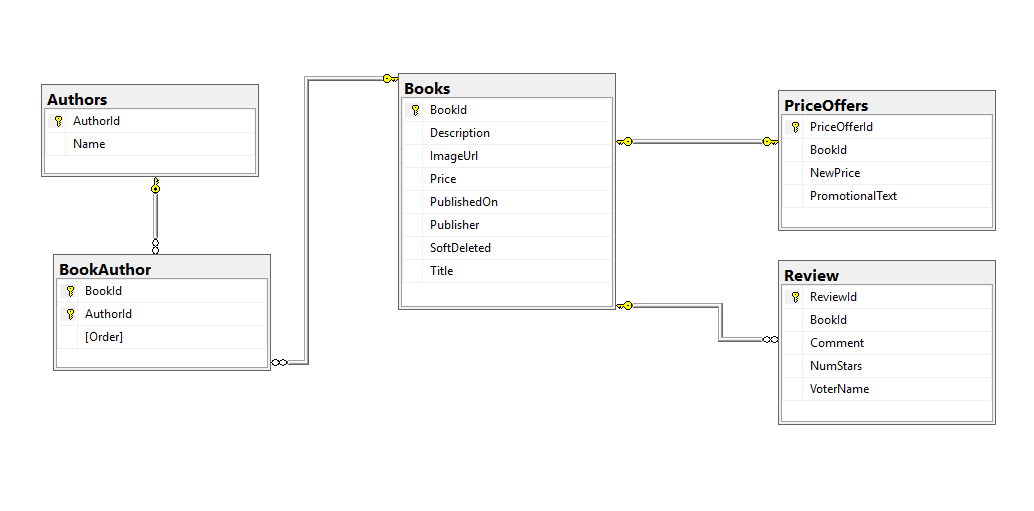 Authors
AuthorId
Name
BookAuthor
BookId
AuthorId
[Order]
Books
BookId
Description
ImageUrl
Price
PublishedOn
Publisher
SoftDeleted
Title
PriceOffers
PriceOfferId
BookId
NewPrice
PromotionalText
Review
ReviewId
BookId
Comment
NumStars
VoterName